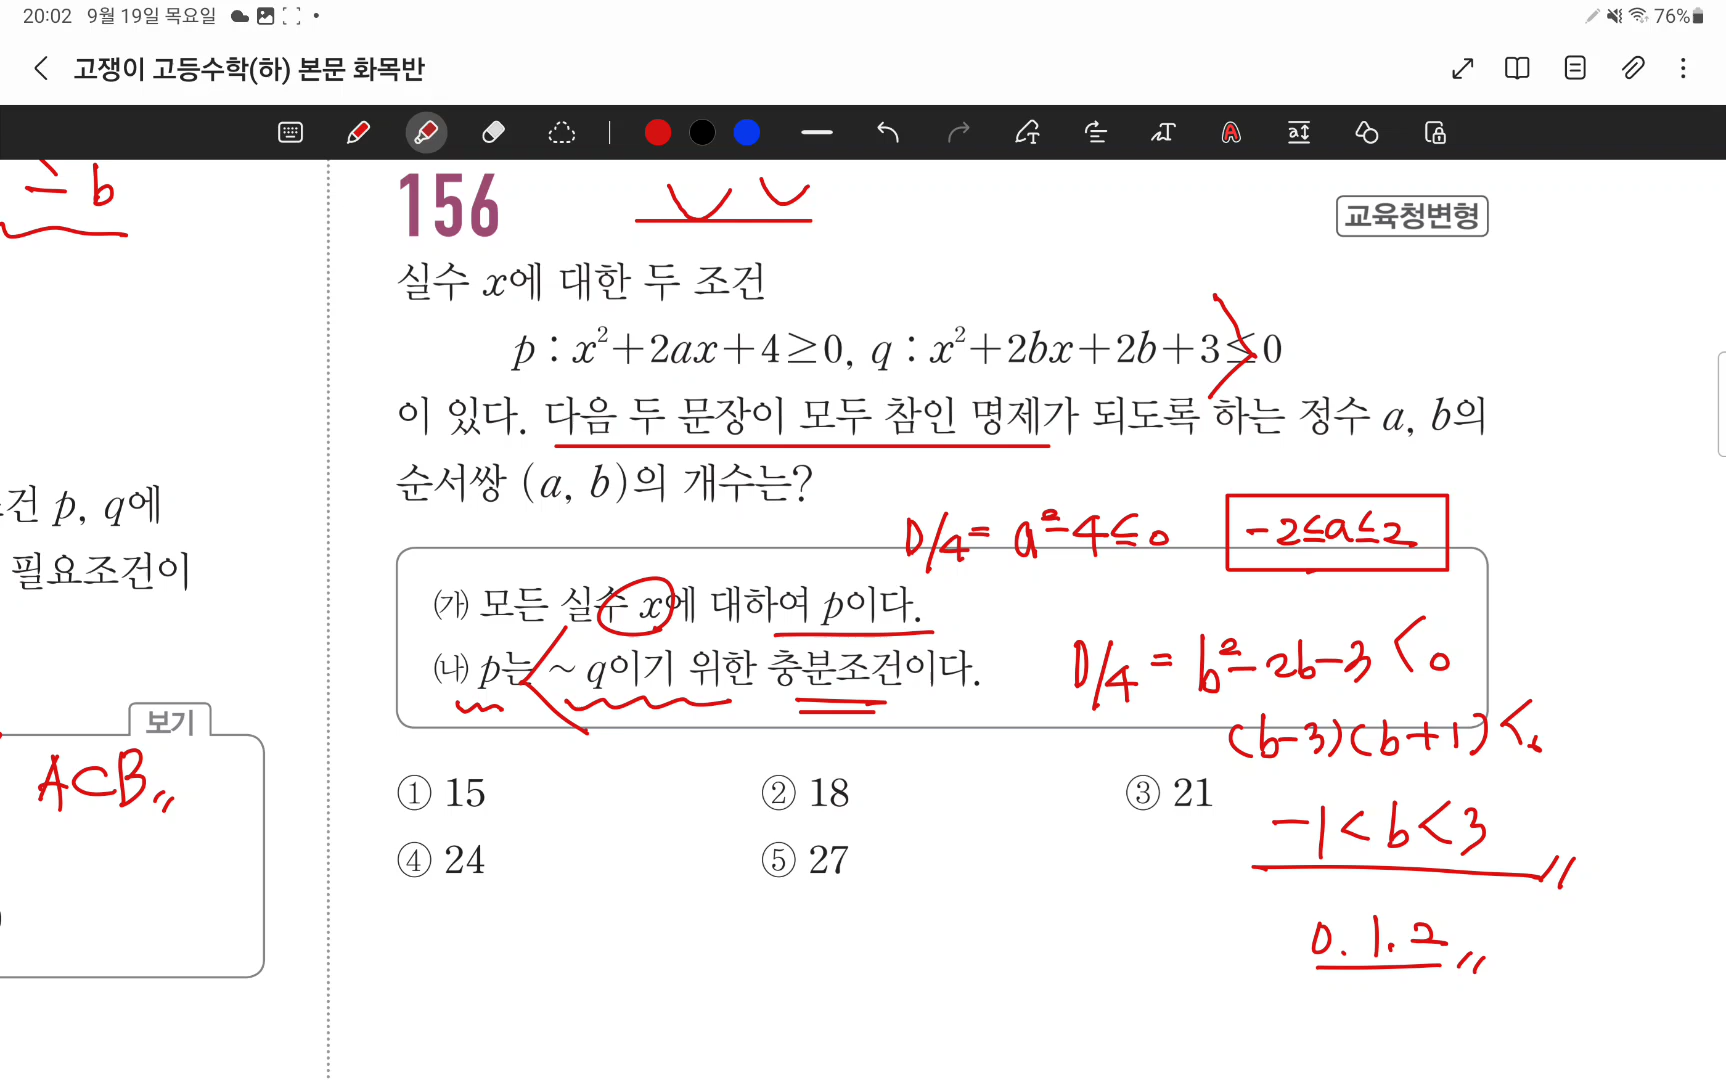 20:02 9월 19일 목요일
76%
고쟁이 고등수학(하) 본문 화목반
= b
건 p, q에
필요조건이
보기
A⊂B
156
교육청변형
실수 x에 대한 두 조건
p : x²+2ax+4≥0, q : x²+2bx+2b+3≤0
>
이 있다. 다음 두 문장이 모두 참인 명제가 되도록 하는 정수 a, b의
순서쌍 (a, b)의 개수는?
D/4 = a²-4≤0
-2≤a≤2
㈎ 모든 실수 x에 대하여 p이다.
㈏ p는 ~q이기 위한 충분조건이다.
D/4 = b²-2b-3<0
(b-3)(b+1)<0
-1<b<3
0. 1. 2
① 15 ② 18 ③ 21
④ 24 ⑤ 27